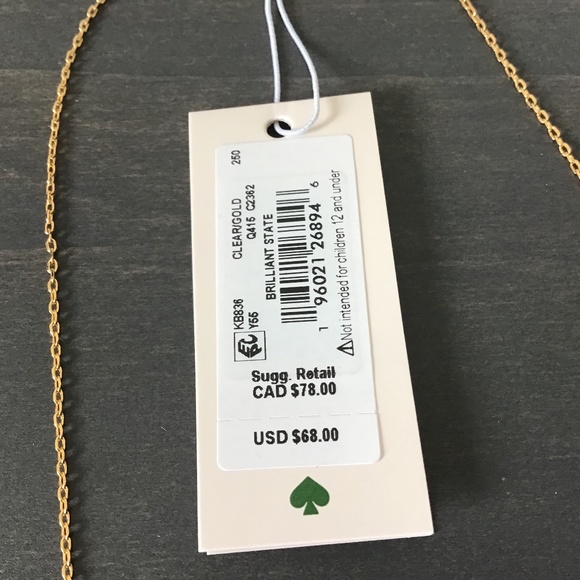 KB836 CLEAR/GOLD 250
Y55 Q415 C2362
BRILLIANT STATE
1 96021 26894 6
⚠Not intended for children 12 and under
Sugg. Retail
CAD $78.00
USD $68.00